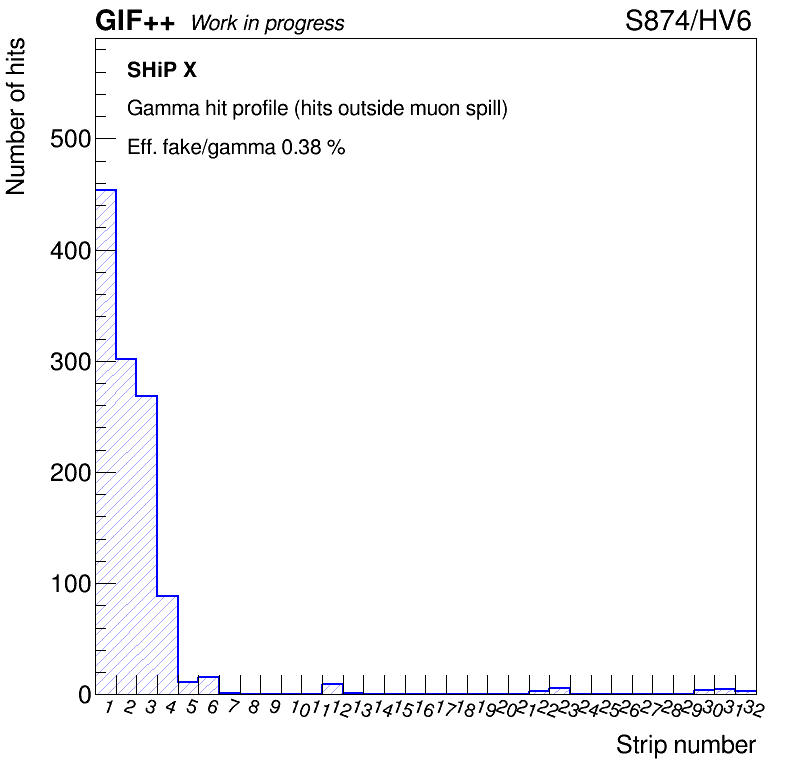 GIF++ Work in progress S874/HV6
Number of hits
SHiP X
Gamma hit profile (hits outside muon spill)
Eff. fake/gamma 0.38 %
500
400
300
200
100
0
1 2 3 4 5 6 7 8 9 10 11 12 13 14 15 16 17 18 19 20 21 22 23 24 25 26 27 28 29 30 31 32
Strip number